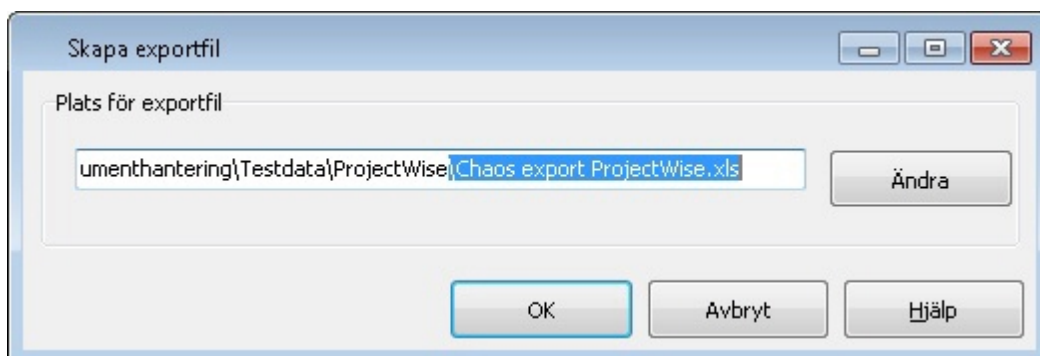 Skapa exportfil
Plats för exportfil
umenthantering\Testdata\ProjectWise\Chaos export ProjectWise.xls
Ändra
OK
Avbryt
Hjälp